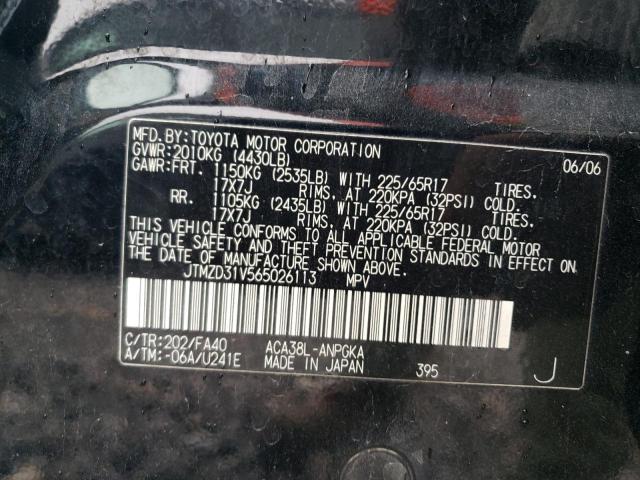 MFD. BY: TOYOTA MOTOR CORPORATION 06/06
GVWR: 2010KG (4430LB)
GAWR: FRT. 1150KG (2535LB) WITH 225/65R17 TIRES.
17X7J RIMS, AT 220KPA (32PSI) COLD.
RR. 1105KG (2435LB) WITH 225/65R17 TIRES.
17X7J RIMS, AT 220KPA (32PSI) COLD.
THIS VEHICLE CONFORMS TO ALL APPLICABLE FEDERAL MOTOR
VEHICLE SAFETY AND THEFT PREVENTION STANDARDS IN EFFECT ON
THE DATE OF MANUFACTURE SHOWN ABOVE.
JTMZD31V565026113 MPV
C/TR: 202/FA40 ACA38L-ANPGKA
A/TM: -06A/U241E MADE IN JAPAN 395 J